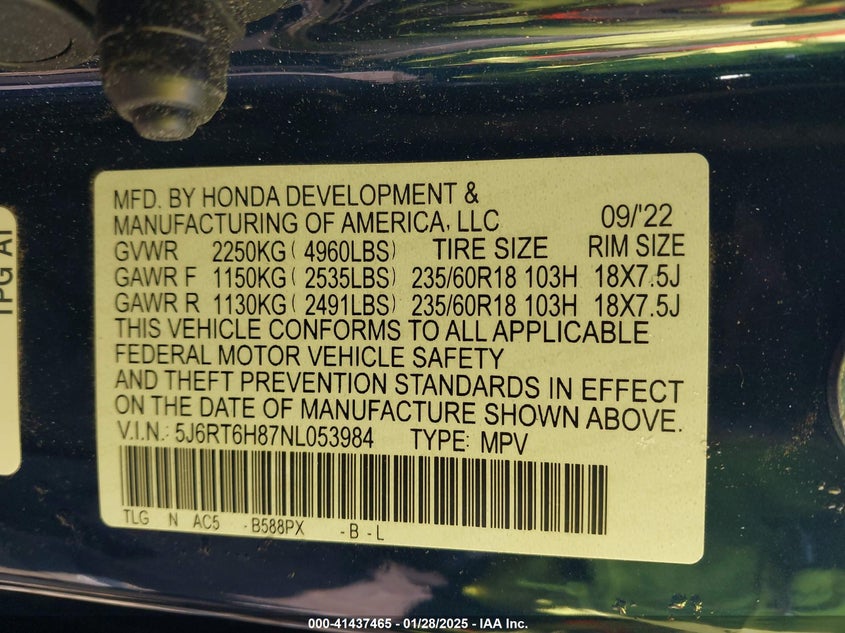 MFD. BY HONDA DEVELOPMENT &
MANUFACTURING OF AMERICA, LLC 09/'22
GVWR 2250KG ( 4960LBS) TIRE SIZE RIM SIZE
GAWR F 1150KG ( 2535LBS) 235/60R18 103H 18X7.5J
GAWR R 1130KG ( 2491LBS) 235/60R18 103H 18X7.5J
THIS VEHICLE CONFORMS TO ALL APPLICABLE
FEDERAL MOTOR VEHICLE SAFETY
AND THEFT PREVENTION STANDARDS IN EFFECT
ON THE DATE OF MANUFACTURE SHOWN ABOVE.
V.I.N.: 5J6RT6H87NL053984 TYPE: MPV
TLG N AC5 -B588PX -B-L
TPG A1
000-41437465 - 01/28/2025 - IAA Inc.